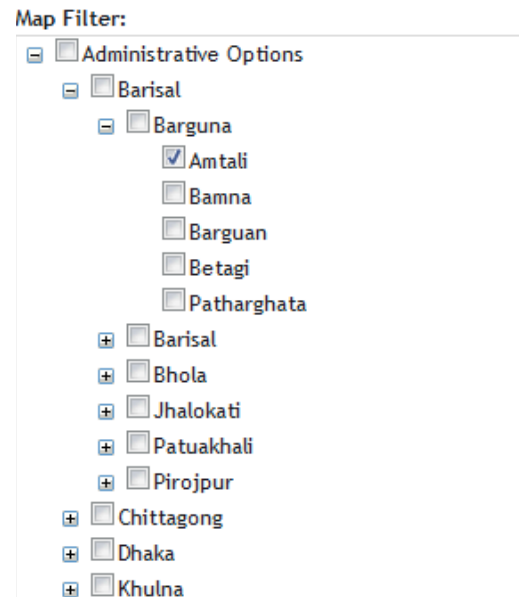 Map Filter:
Administrative Options
Barisal
Barguna
Amtali
Bamna
Barguan
Betagi
Patharghata
Barisal
Bhola
Jhalokati
Patuakhali
Pirojpur
Chittagong
Dhaka
Khulna